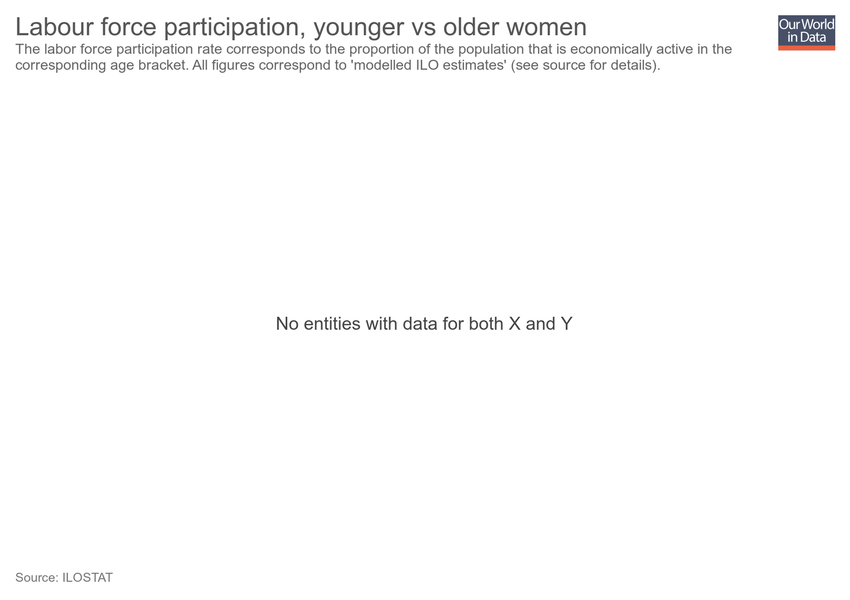 Labour force participation, younger vs older women
Our World
in Data
The labor force participation rate corresponds to the proportion of the population that is economically active in the
corresponding age bracket. All figures correspond to 'modelled ILO estimates' (see source for details).
No entities with data for both X and Y
Source: ILOSTAT